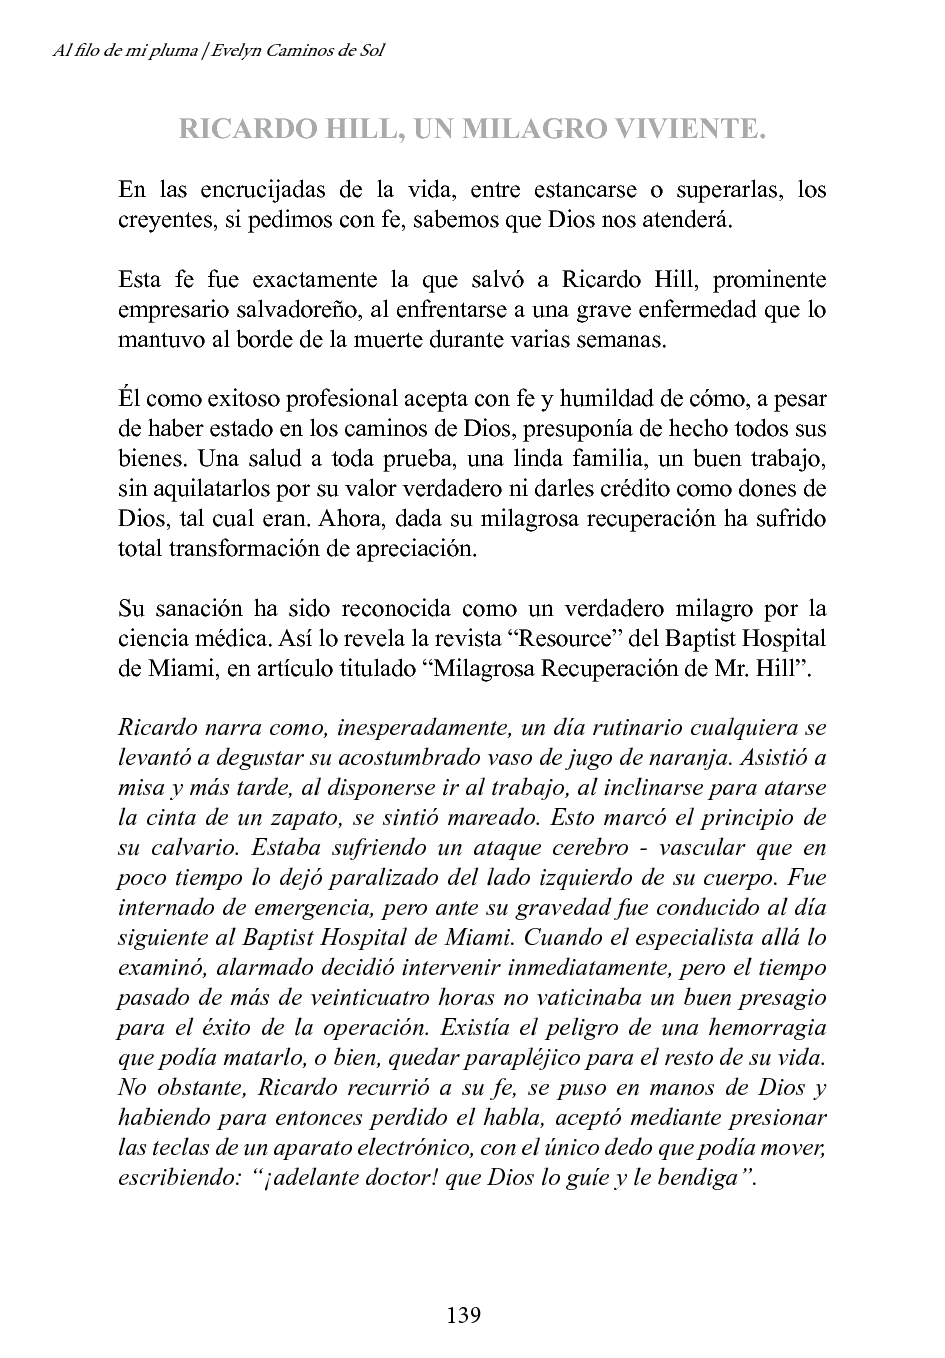 Al filo de mi pluma | Evelyn Caminos de Sol
RICARDO HILL, UN MILAGRO VIVIENTE.
En las encrucijadas de la vida, entre estancarse o superarlas, los
creyentes, si pedimos con fe, sabemos que Dios nos atenderá.
Esta fe fue exactamente la que salvó a Ricardo Hill, prominente
empresario salvadoreño, al enfrentarse a una grave enfermedad que lo
mantuvo al borde de la muerte durante varias semanas.
Él como exitoso profesional acepta con fe y humildad de cómo, a pesar
de haber estado en los caminos de Dios, presuponía de hecho todos sus
bienes. Una salud a toda prueba, una linda familia, un buen trabajo,
sin aquilatarlos por su valor verdadero ni darles crédito como dones de
Dios, tal cual eran. Ahora, dada su milagrosa recuperación ha sufrido
total transformación de apreciación.
Su sanación ha sido reconocida como un verdadero milagro por la
ciencia médica. Así lo revela la revista “Resource” del Baptist Hospital
de Miami, en artículo titulado “Milagrosa Recuperación de Mr. Hill”.
Ricardo narra como, inesperadamente, un día rutinario cualquiera se
levantó a degustar su acostumbrado vaso de jugo de naranja. Asistió a
misa y más tarde, al disponerse ir al trabajo, al inclinarse para atarse
la cinta de un zapato, se sintió mareado. Esto marcó el principio de
su calvario. Estaba sufriendo un ataque cerebro - vascular que en
poco tiempo lo dejó paralizado del lado izquierdo de su cuerpo. Fue
internado de emergencia, pero ante su gravedad fue conducido al día
siguiente al Baptist Hospital de Miami. Cuando el especialista allá lo
examinó, alarmado decidió intervenir inmediatamente, pero el tiempo
pasado de más de veinticuatro horas no vaticinaba un buen presagio
para el éxito de la operación. Existía el peligro de una hemorragia
que podía matarlo, o bien, quedar parapléjico para el resto de su vida.
No obstante, Ricardo recurrió a su fe, se puso en manos de Dios y
habiendo para entonces perdido el habla, aceptó mediante presionar
las teclas de un aparato electrónico, con el único dedo que podía mover,
escribiendo: “¡adelante doctor! que Dios lo guíe y le bendiga”.
139